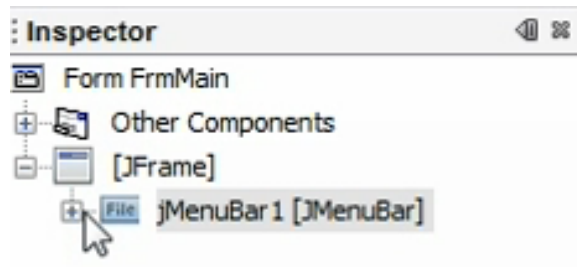 Inspector
Form FrmMain
Other Components
[JFrame]
File jMenuBar1 [JMenuBar]